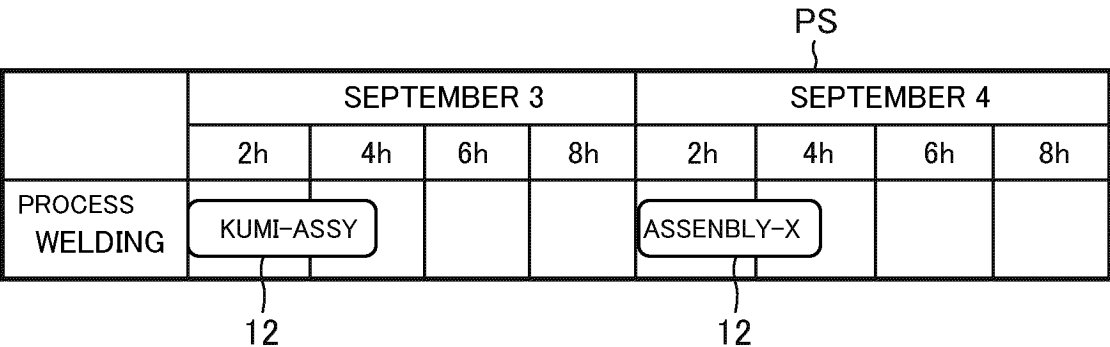 PS
SEPTEMBER 3 SEPTEMBER 4
2h 4h 6h 8h 2h 4h 6h 8h
PROCESS
WELDING
KUMI-ASSY ASSENBLY-X
12 12